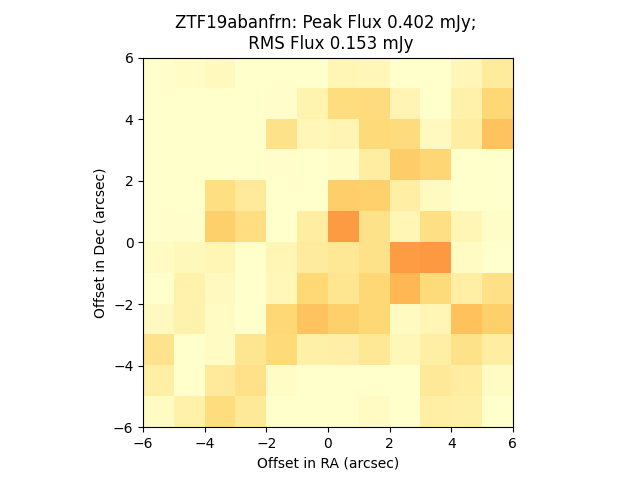 ZTF19abanfrn: Peak Flux 0.402 mJy;
RMS Flux 0.153 mJy
6
4
2
0
−2
−4
−6
Offset in Dec (arcsec)
−6 −4 −2 0 2 4 6
Offset in RA (arcsec)